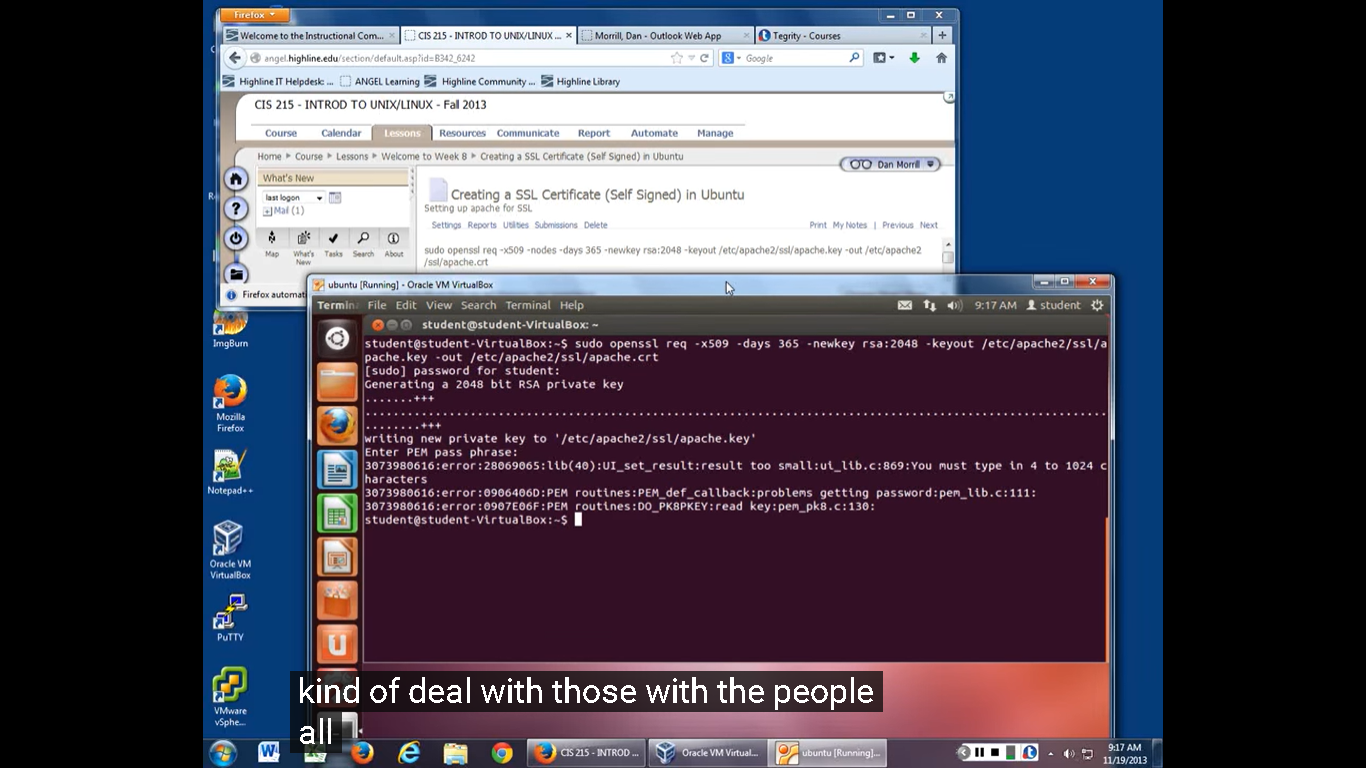 Firefox
Welcome to the Instructional Com...
CIS 215 - INTROD TO UNIX/LINUX ...
Morrill, Dan - Outlook Web App
Tegrity - Courses
angel.highline.edu/section/default.asp?id=B342_6242
Google
Highline IT Helpdesk: ...
ANGEL Learning
Highline Community ...
Highline Library
CIS 215 - INTROD TO UNIX/LINUX - Fall 2013
Course Calendar Lessons Resources Communicate Report Automate Manage
Home ▸ Course ▸ Lessons ▸ Welcome to Week 8 ▸ Creating a SSL Certificate (Self Signed) in Ubuntu
Dan Morrill
What's New
last logon
Mail (1)
Map
What's New
Tasks
Search
About
Creating a SSL Certificate (Self Signed) in Ubuntu
Setting up apache for SSL
Settings Reports Utilities Submissions Delete
Print My Notes | Previous Next
sudo openssl req -x509 -nodes -days 365 -newkey rsa:2048 -keyout /etc/apache2/ssl/apache.key -out /etc/apache2
/ssl/apache.crt
Firefox automati
ubuntu [Running] - Oracle VM VirtualBox
Termin File Edit View Search Terminal Help
9:17 AM student
student@student-VirtualBox: ~
student@student-VirtualBox:~$ sudo openssl req -x509 -days 365 -newkey rsa:2048 -keyout /etc/apache2/ssl/a
pache.key -out /etc/apache2/ssl/apache.crt
[sudo] password for student:
Generating a 2048 bit RSA private key
.......+++
..........................................................................................................
........+++
writing new private key to '/etc/apache2/ssl/apache.key'
Enter PEM pass phrase:
3073980616:error:28069065:lib(40):UI_set_result:result too small:ui_lib.c:869:You must type in 4 to 1024 c
haracters
3073980616:error:0906406D:PEM routines:PEM_def_callback:problems getting password:pem_lib.c:111:
3073980616:error:0907E06F:PEM routines:DO_PK8PKEY:read key:pem_pk8.c:130:
student@student-VirtualBox:~$
ImgBurn
Mozilla
Firefox
Notepad++
Oracle VM
VirtualBox
PuTTY
VMware
vSphe...
kind of deal with those with the people
all
CIS 215 - INTROD ...
Oracle VM Virtual...
ubuntu [Running]...
9:17 AM
11/19/2013